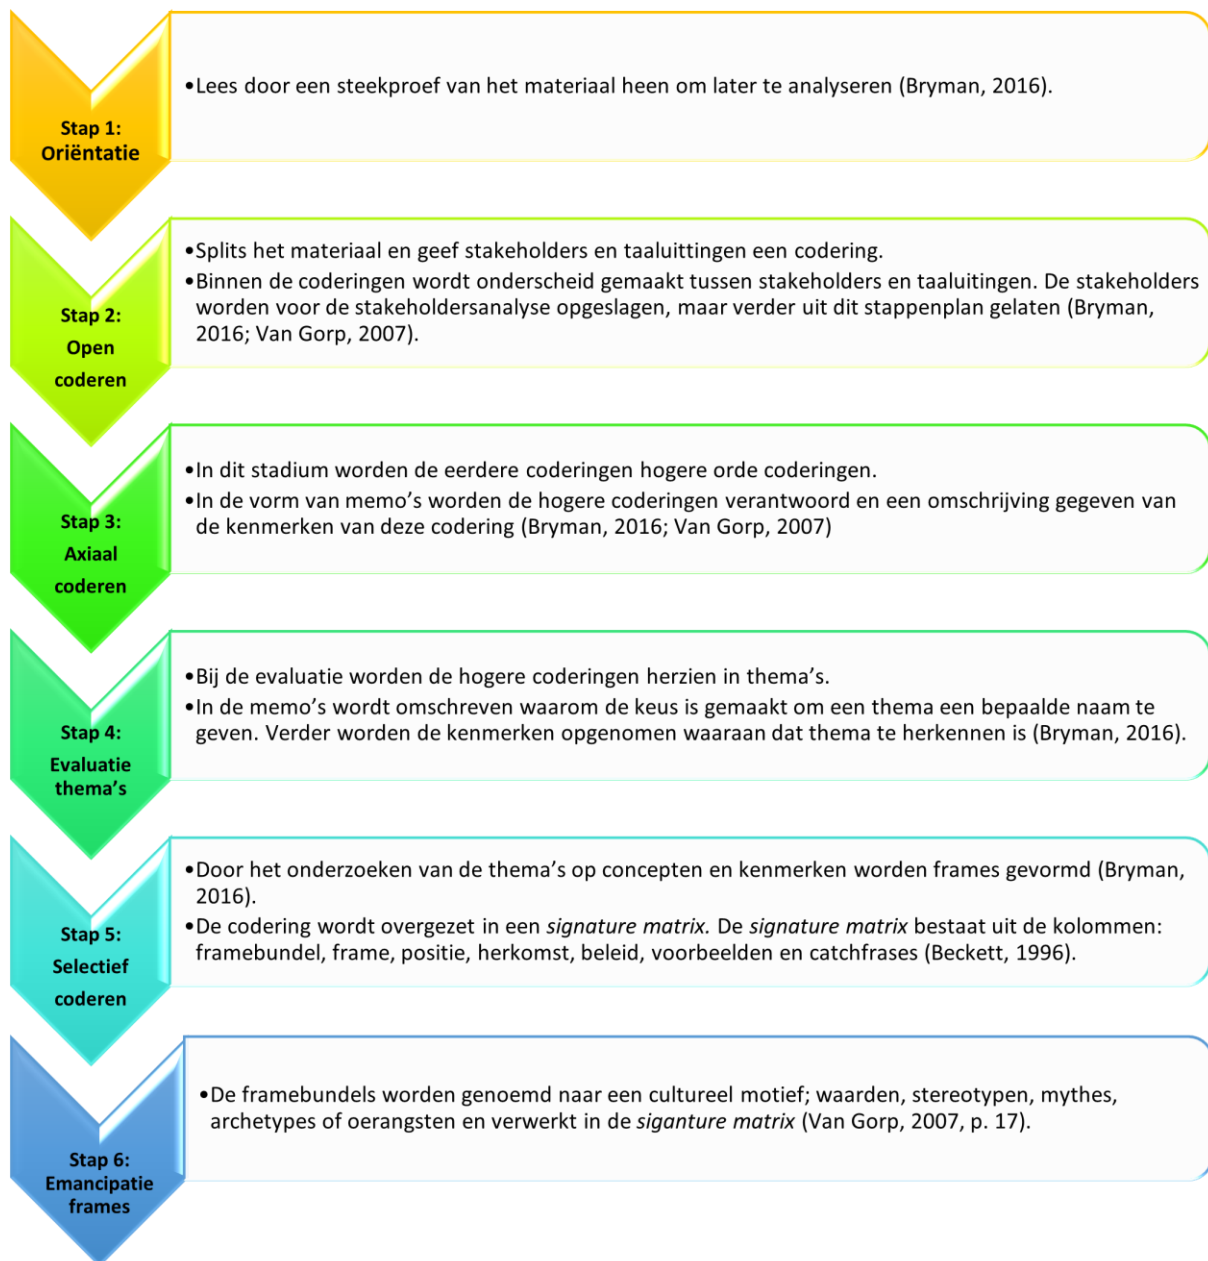 Stap 1:
Oriëntatie
•Lees door een steekproef van het materiaal heen om later te analyseren (Bryman, 2016).
Stap 2:
Open
coderen
•Splits het materiaal en geef stakeholders en taaluittingen een codering.
•Binnen de coderingen wordt onderscheid gemaakt tussen stakeholders en taaluitingen. De stakeholders
worden voor de stakeholdersanalyse opgeslagen, maar verder uit dit stappenplan gelaten (Bryman,
2016; Van Gorp, 2007).
Stap 3:
Axiaal
coderen
•In dit stadium worden de eerdere coderingen hogere orde coderingen.
•In de vorm van memo’s worden de hogere coderingen verantwoord en een omschrijving gegeven van
de kenmerken van deze codering (Bryman, 2016; Van Gorp, 2007)
Stap 4:
Evaluatie
thema’s
•Bij de evaluatie worden de hogere coderingen herzien in thema’s.
•In de memo’s wordt omschreven waarom de keus is gemaakt om een thema een bepaalde naam te
geven. Verder worden de kenmerken opgenomen waaraan dat thema te herkennen is (Bryman, 2016).
Stap 5:
Selectief
coderen
•Door het onderzoeken van de thema’s op concepten en kenmerken worden frames gevormd (Bryman,
2016).
•De codering wordt overgezet in een signature matrix. De signature matrix bestaat uit de kolommen:
framebundel, frame, positie, herkomst, beleid, voorbeelden en catchfrases (Beckett, 1996).
Stap 6:
Emancipatie
frames
•De framebundels worden genoemd naar een cultureel motief; waarden, stereotypen, mythes,
archetypes of oerangsten en verwerkt in de siganture matrix (Van Gorp, 2007, p. 17).